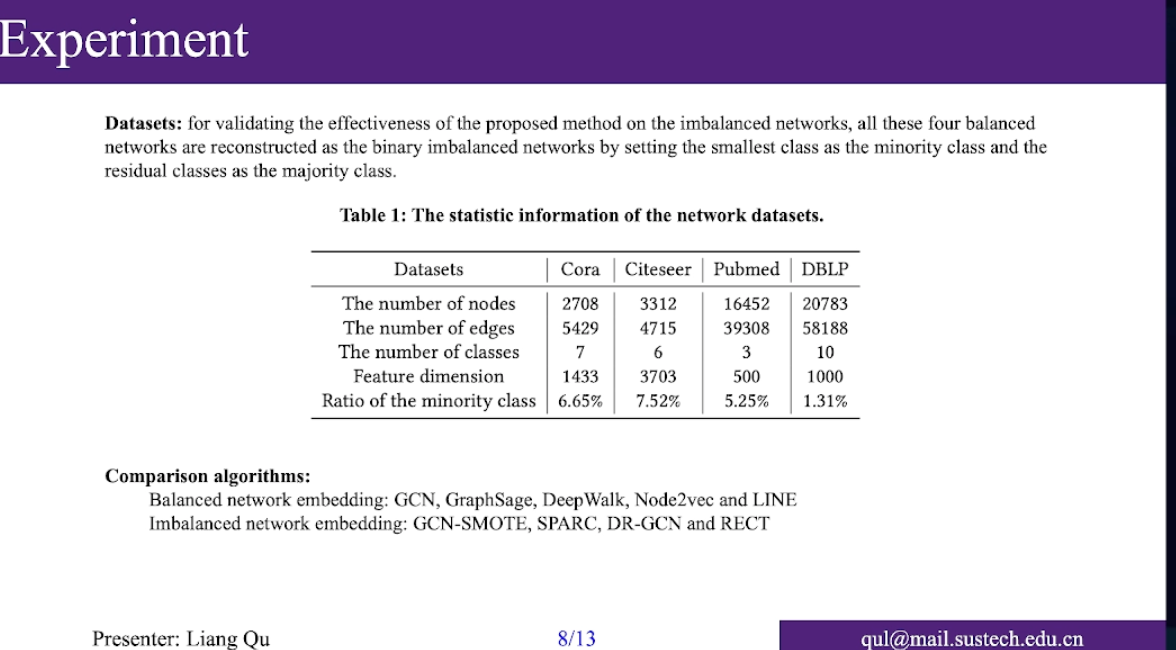 Experiment
Datasets: for validating the effectiveness of the proposed method on the imbalanced networks, all these four balanced
networks are reconstructed as the binary imbalanced networks by setting the smallest class as the minority class and the
residual classes as the majority class.
Table 1: The statistic information of the network datasets.
Datasets Cora Citeseer Pubmed DBLP
The number of nodes 2708 3312 16452 20783
The number of edges 5429 4715 39308 58188
The number of classes 7 6 3 10
Feature dimension 1433 3703 500 1000
Ratio of the minority class 6.65% 7.52% 5.25% 1.31%
Comparison algorithms:
Balanced network embedding: GCN, GraphSage, DeepWalk, Node2vec and LINE
Imbalanced network embedding: GCN-SMOTE, SPARC, DR-GCN and RECT
Presenter: Liang Qu 8/13 qul@mail.sustech.edu.cn